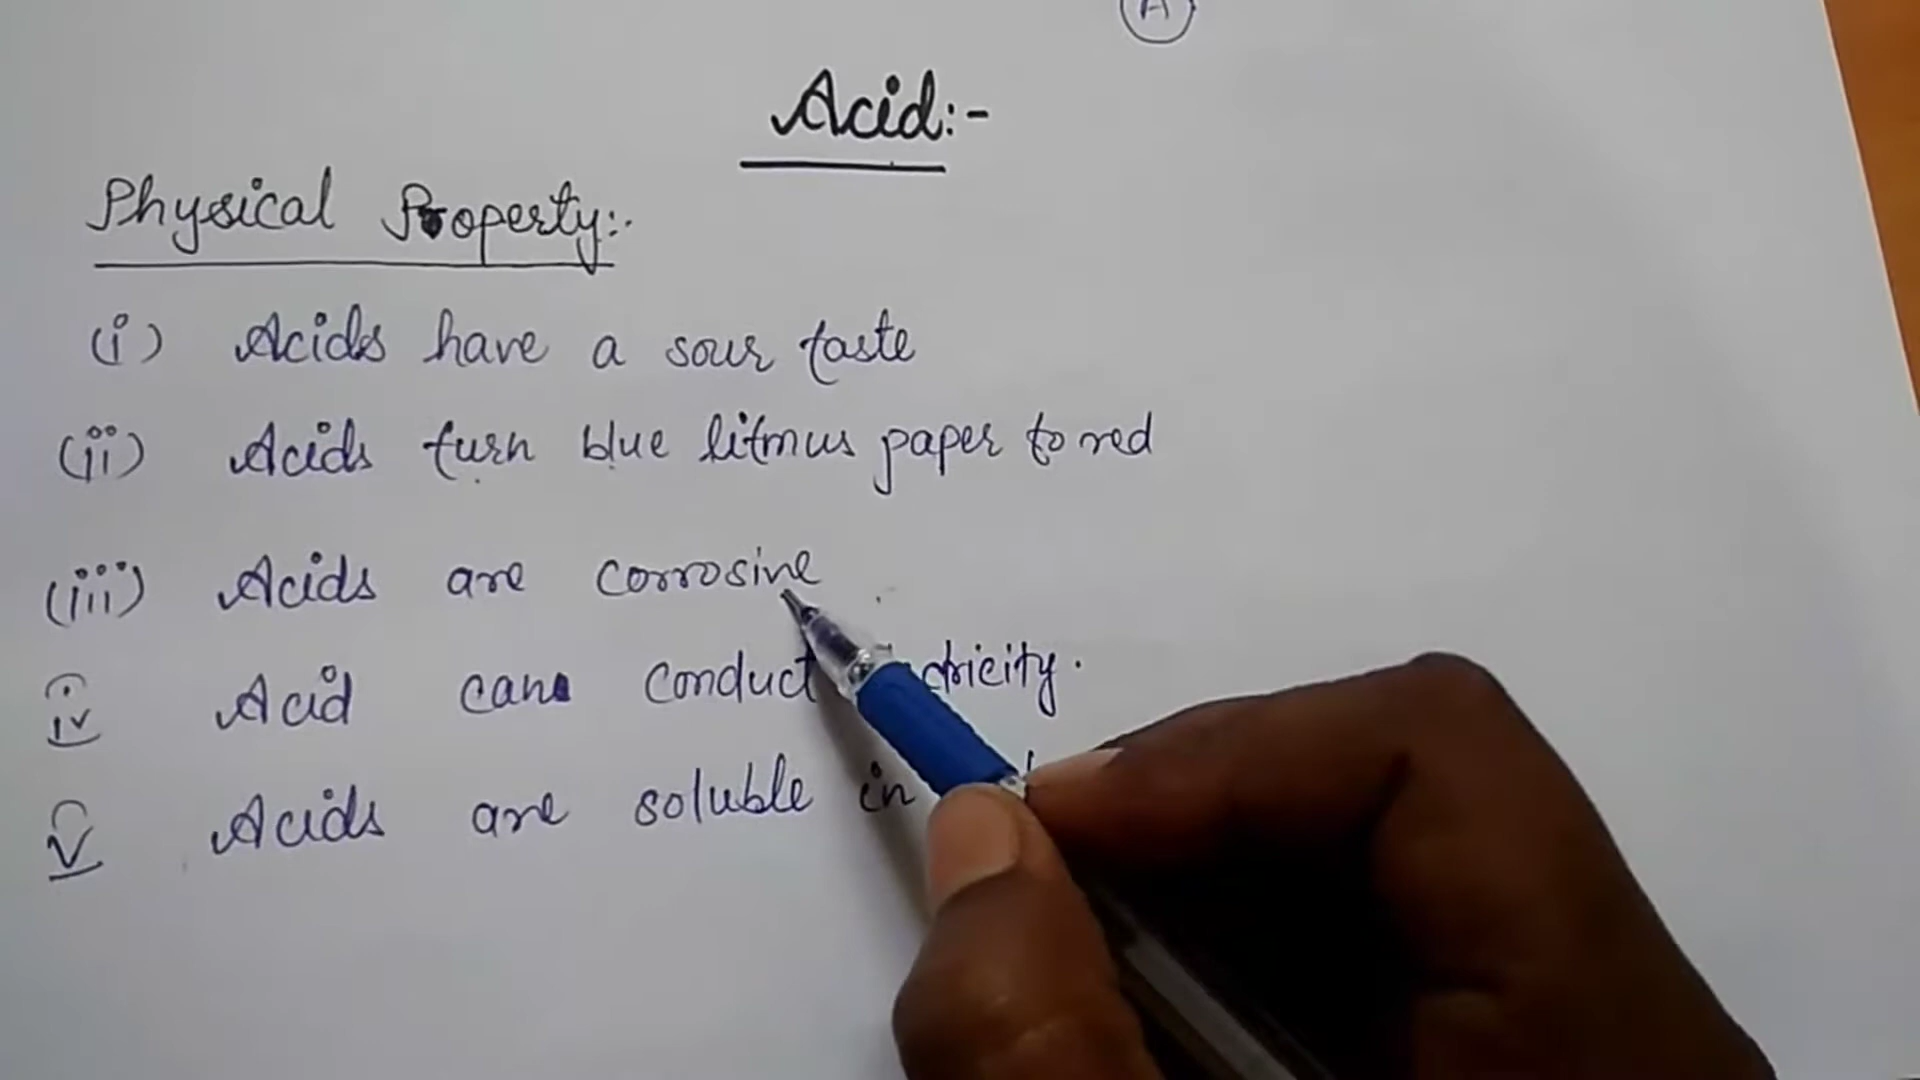 A
Acid:-
Physical Property:-
(i) Acids have a sour taste
(ii) Acids turn blue litmus paper to red
(iii) Acids are corrosine
iv Acid can conduct
v Acids are soluble in